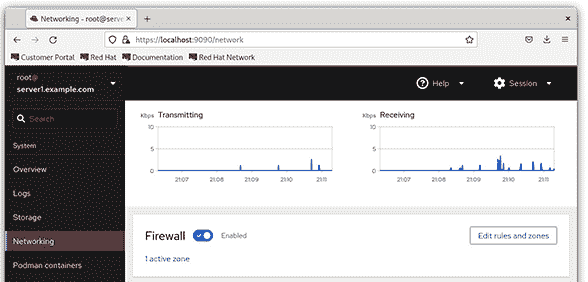 Networking - root@serve
https://localhost:9090/network
Customer Portal Red Hat Documentation Red Hat Network
root@
server1.example.com
Help Session
Search
System
Overview
Logs
Storage
Networking
Podman containers
Kbps Transmitting
10
5
0
21:07 21:08 21:09 21:10 21:11
Kbps Receiving
10
5
0
21:07 21:08 21:09 21:10 21:11
Firewall Enabled
Edit rules and zones
1 active zone